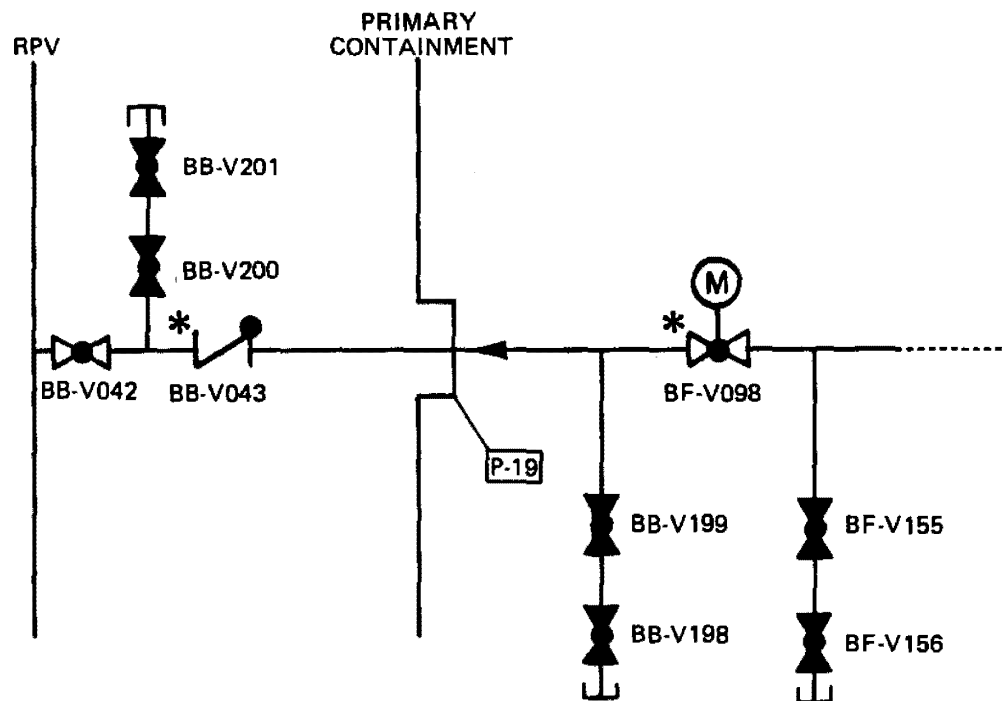 PRIMARY
CONTAINMENT
RPV
BB-V201
BB-V200
M
*
*
BB-V042
BB-V043
BF-V098
P-19
BB-V199
BF-V155
BB-V198
BF-V156